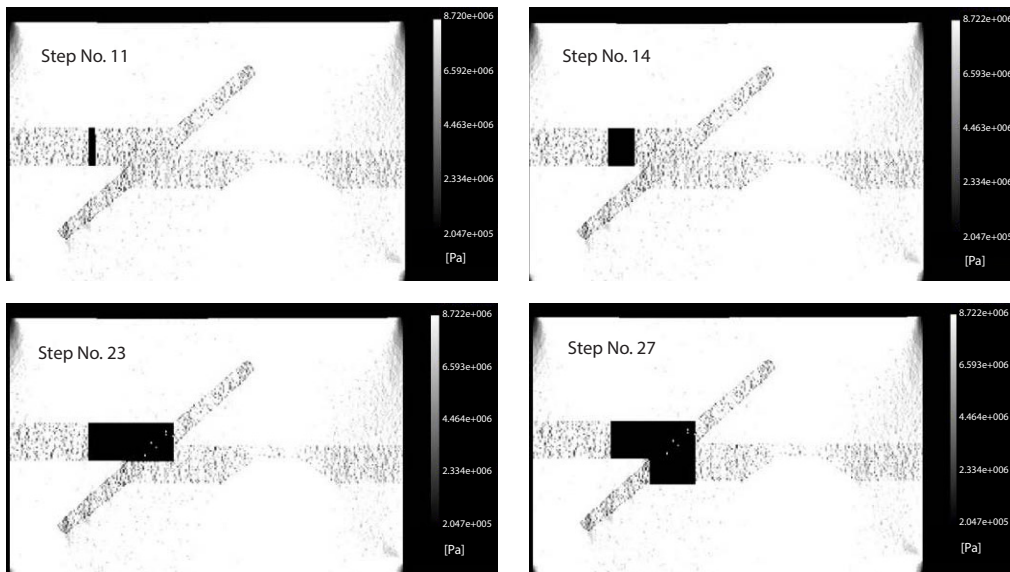 Step No. 11
8.720e+006
6.592e+006
4.463e+006
2.334e+006
2.047e+005
[Pa]
Step No. 14
8.722e+006
6.593e+006
4.463e+006
2.334e+006
2.047e+005
[Pa]
Step No. 23
8.722e+006
6.593e+006
4.464e+006
2.334e+006
2.047e+005
[Pa]
Step No. 27
8.722e+006
6.593e+006
4.464e+006
2.334e+006
2.047e+005
[Pa]